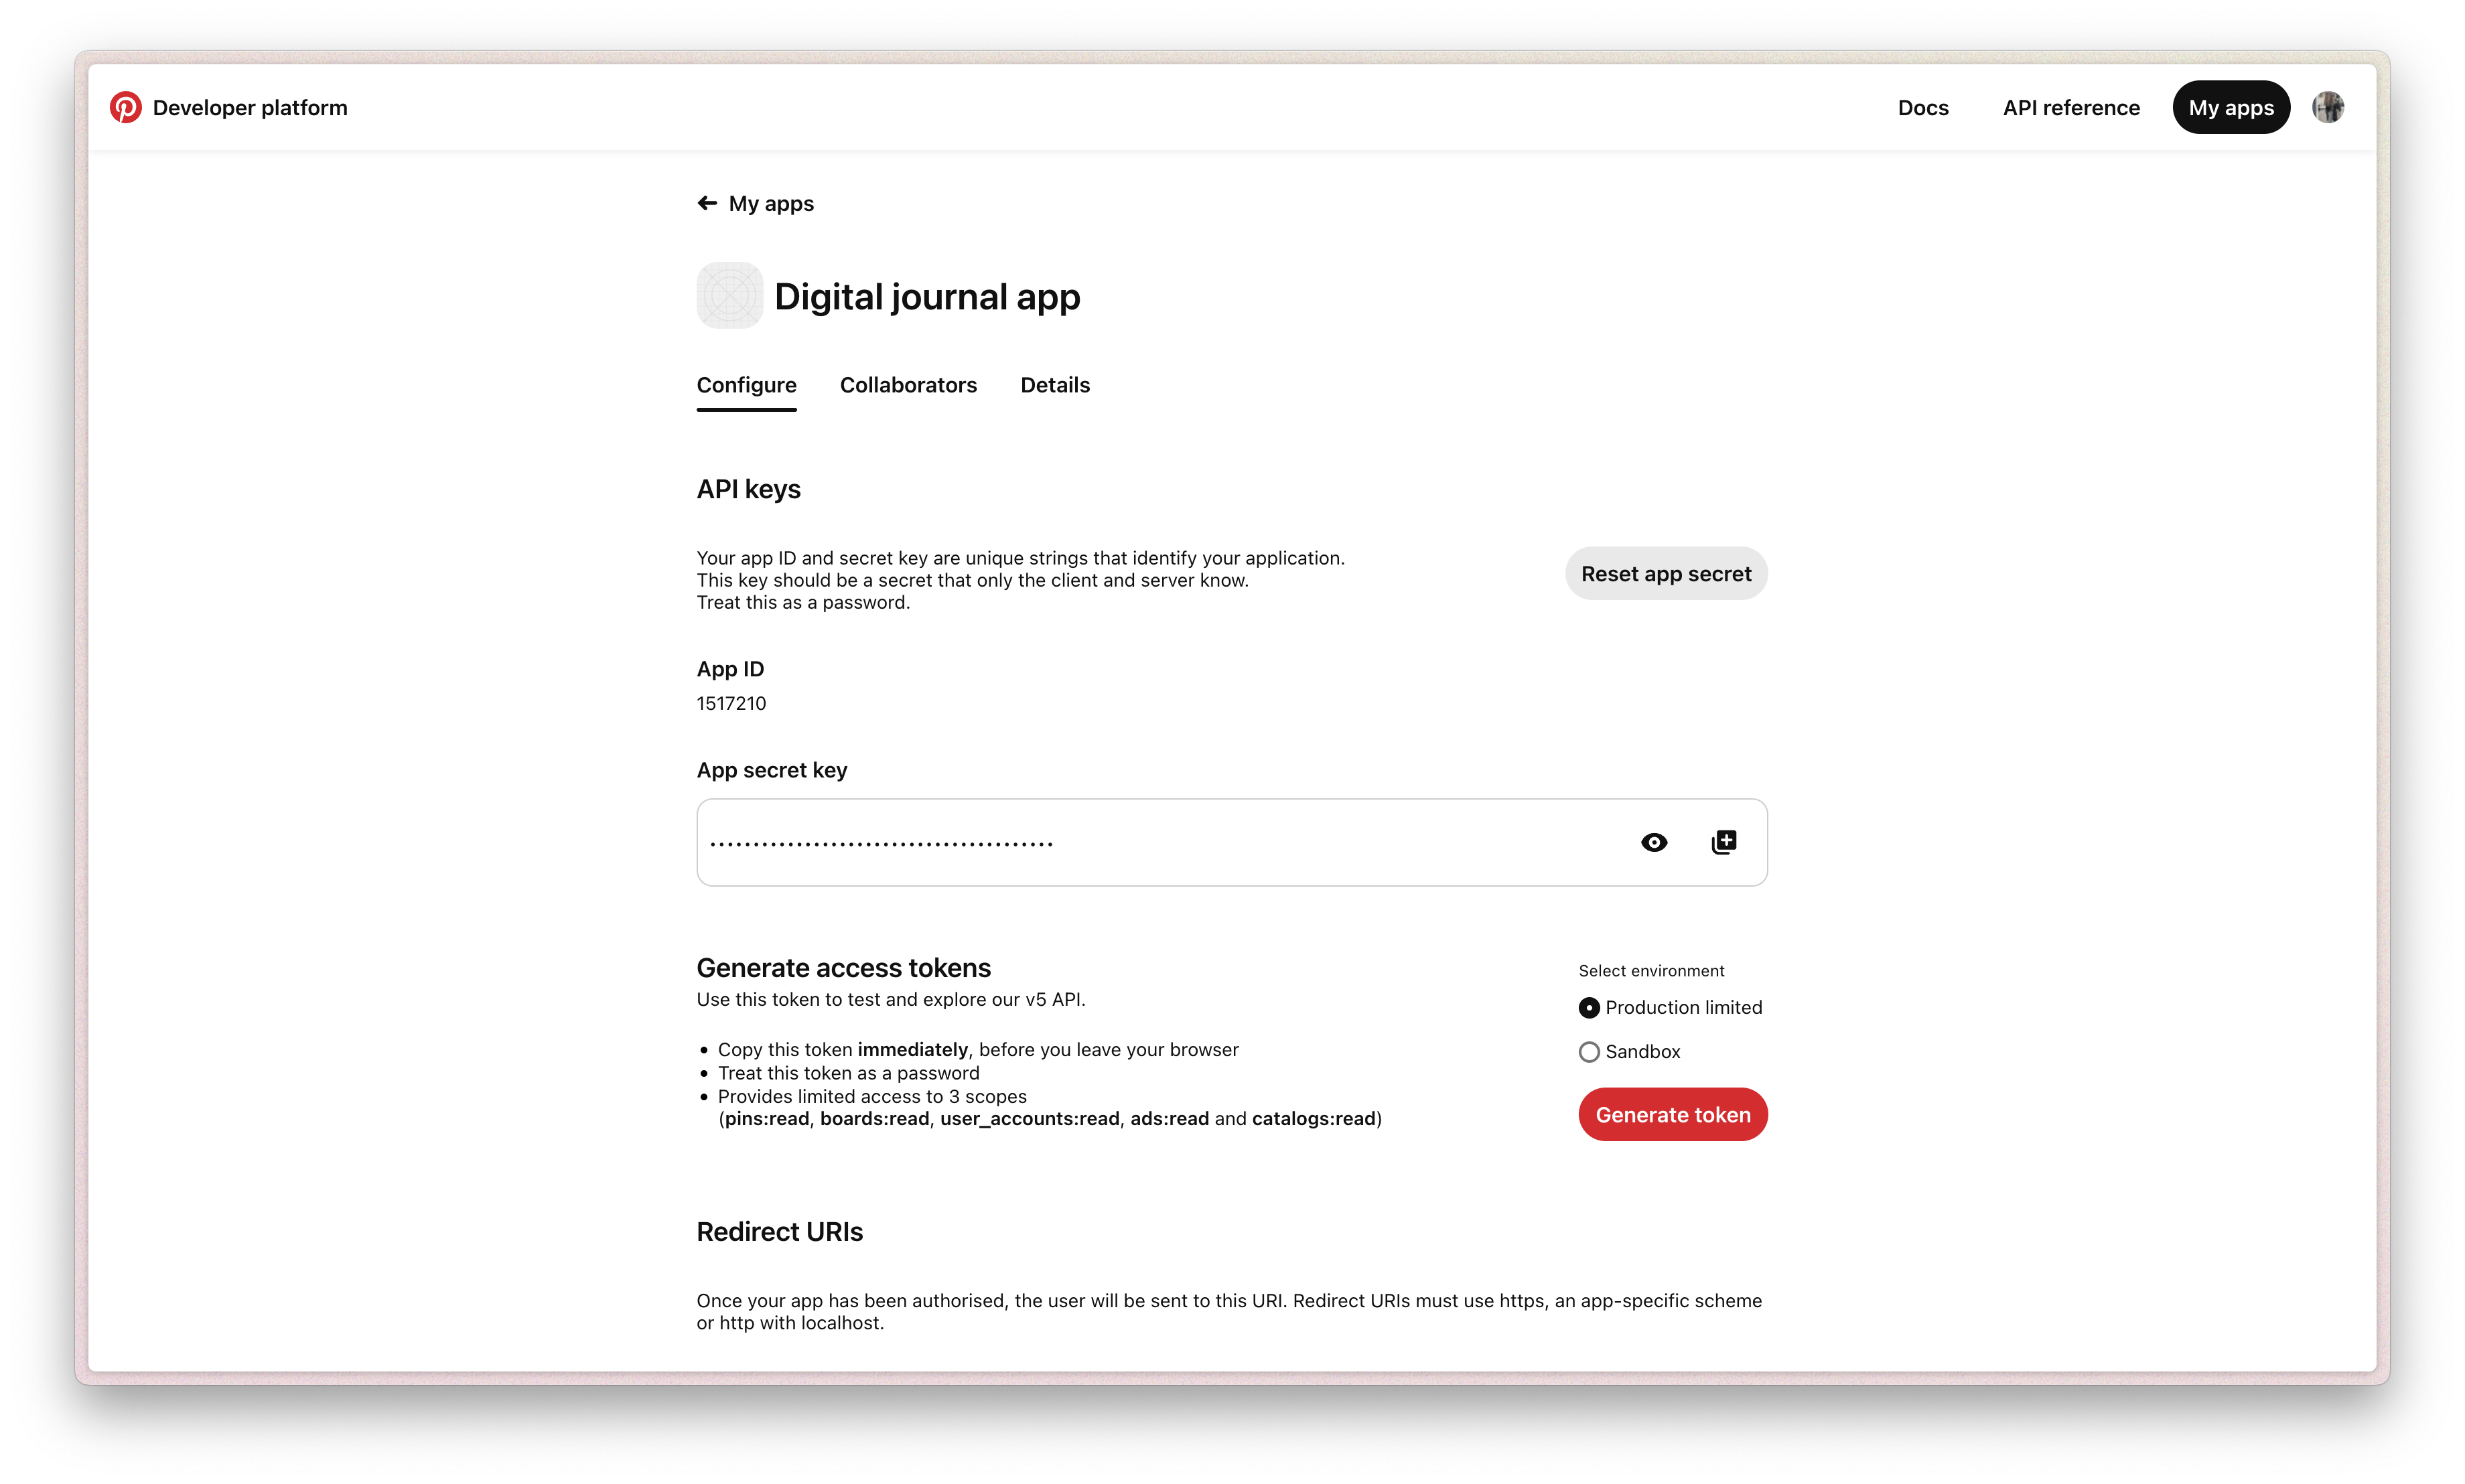 Developer platform
Docs
API reference
My apps
My apps
Digital journal app
Configure
Collaborators
Details
API keys
Your app ID and secret key are unique strings that identify your application.
This key should be a secret that only the client and server know.
Treat this as a password.
Reset app secret
App ID
1517210
App secret key
Generate access tokens
Use this token to test and explore our v5 API.
Copy this token immediately, before you leave your browser
Treat this token as a password
Provides limited access to 3 scopes
(pins:read, boards:read, user_accounts:read, ads:read and catalogs:read)
Select environment
Production limited
Sandbox
Generate token
Redirect URIs
Once your app has been authorised, the user will be sent to this URI. Redirect URIs must use https, an app-specific scheme
or http with localhost.